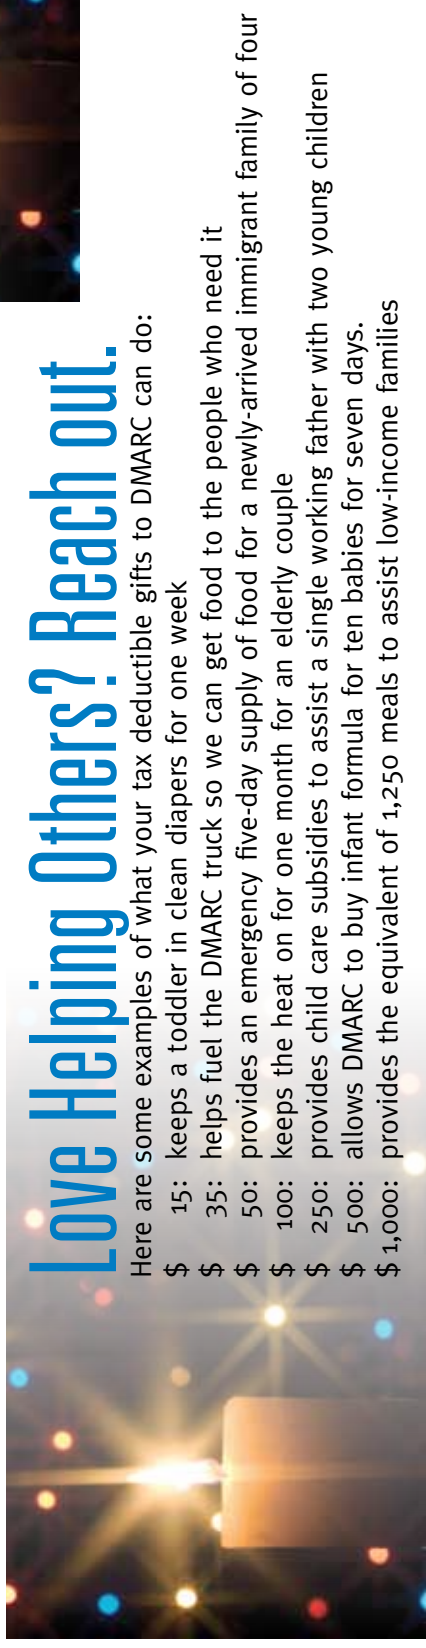 Love Helping Others? Reach out.
Here are some examples of what your tax deductible gifts to DMARC can do:
$ 15: keeps a toddler in clean diapers for one week
$ 35: helps fuel the DMARC truck so we can get food to the people who need it
$ 50: provides an emergency five-day supply of food for a newly-arrived immigrant family of four
$ 100: keeps the heat on for one month for an elderly couple
$ 250: provides child care subsidies to assist a single working father with two young children
$ 500: allows DMARC to buy infant formula for ten babies for seven days.
$ 1,000: provides the equivalent of 1,250 meals to assist low-income families